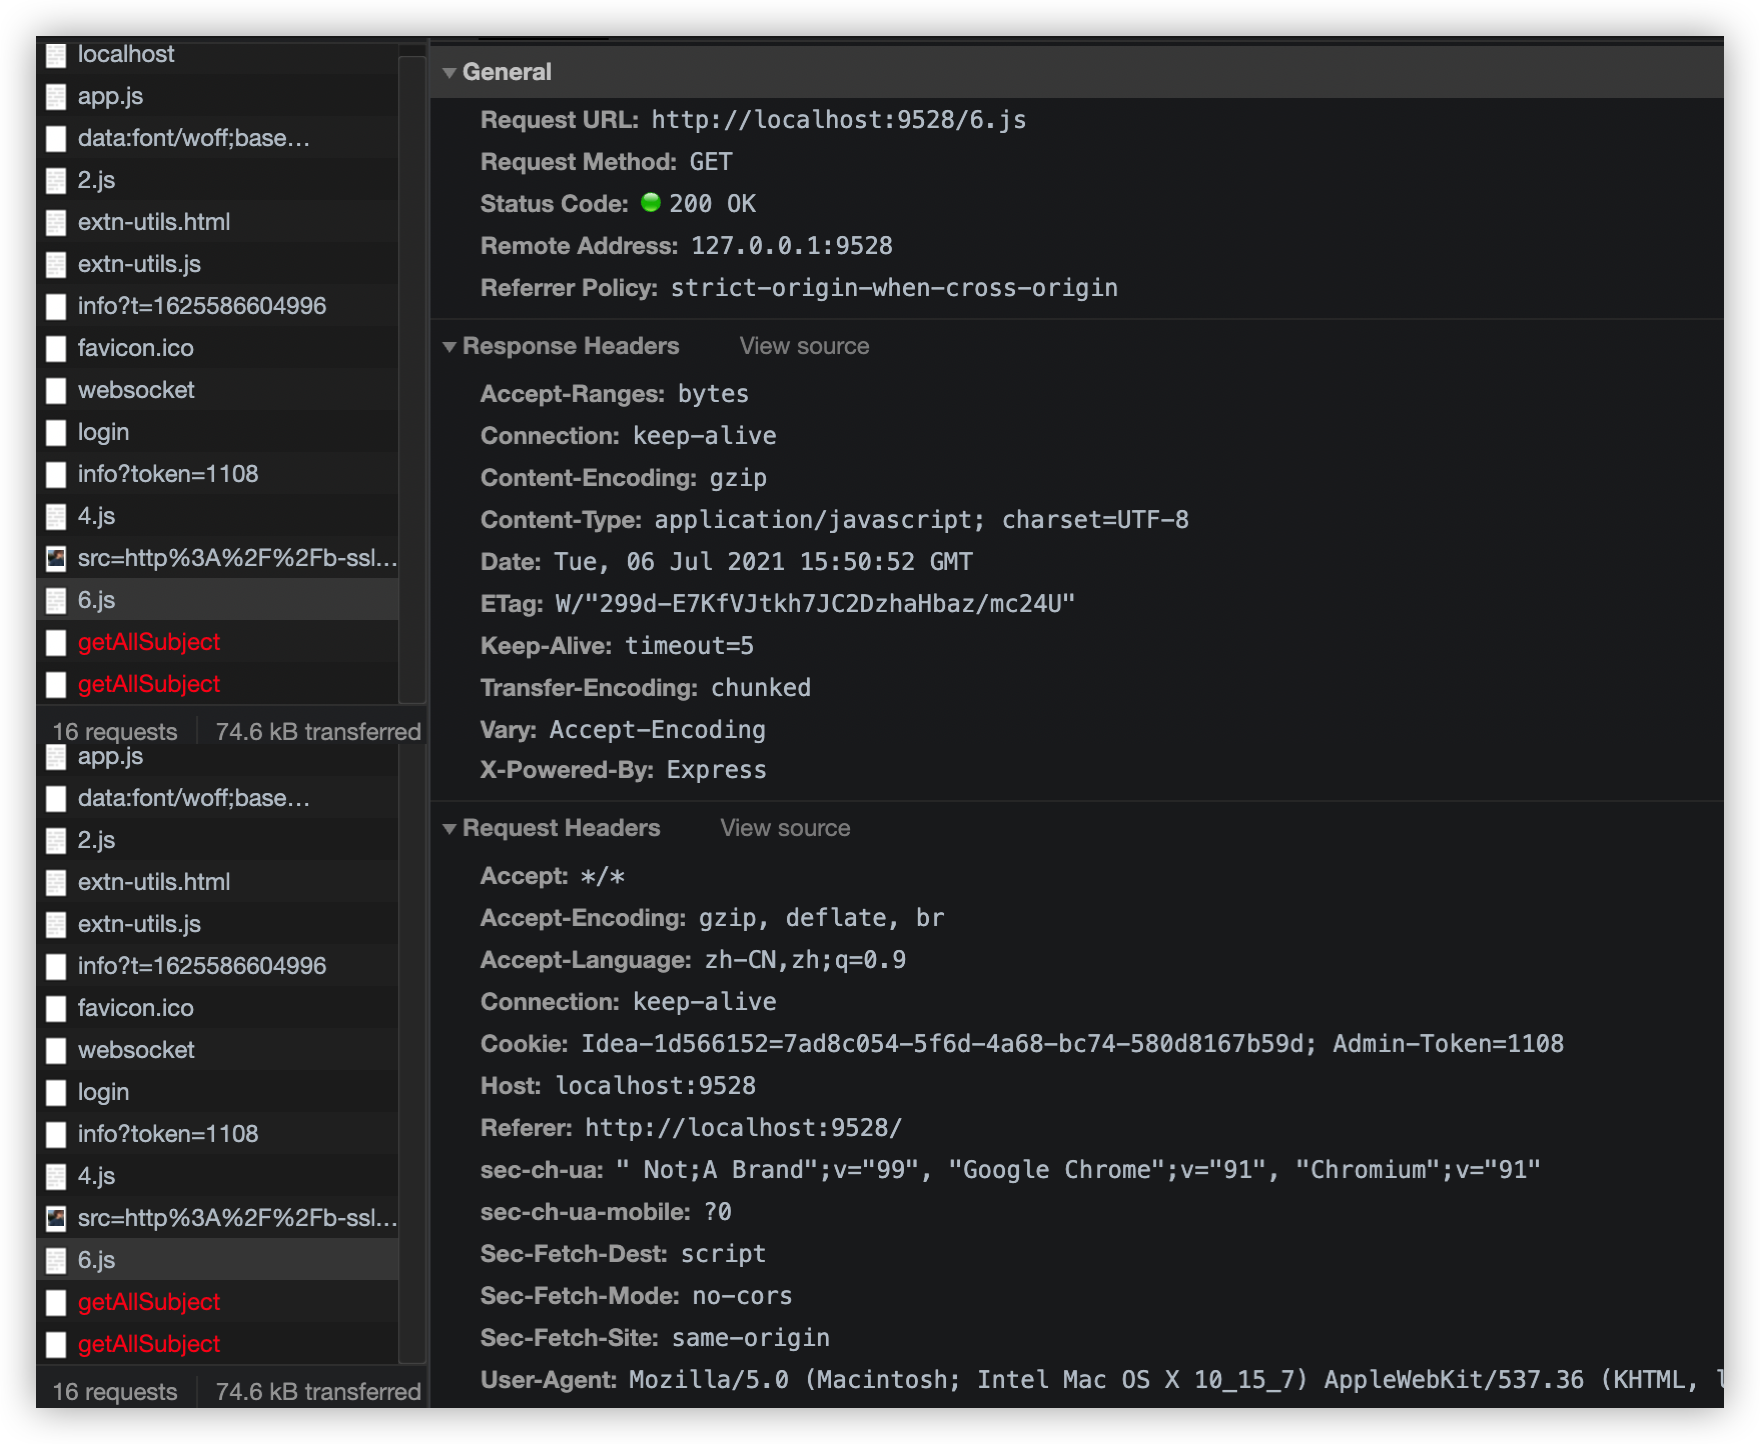 localhost
app.js
data:font/woff;base…
2.js
extn-utils.html
extn-utils.js
info?t=1625586604996
favicon.ico
websocket
login
info?token=1108
4.js
src=http%3A%2F%2Fb-ssl…
6.js
getAllSubject
getAllSubject
16 requests 74.6 kB transferred
app.js
data:font/woff;base…
2.js
extn-utils.html
extn-utils.js
info?t=1625586604996
favicon.ico
websocket
login
info?token=1108
4.js
src=http%3A%2F%2Fb-ssl…
6.js
getAllSubject
getAllSubject
16 requests 74.6 kB transferred
General
Request URL: http://localhost:9528/6.js
Request Method: GET
Status Code: 200 OK
Remote Address: 127.0.0.1:9528
Referrer Policy: strict-origin-when-cross-origin
Response Headers View source
Accept-Ranges: bytes
Connection: keep-alive
Content-Encoding: gzip
Content-Type: application/javascript; charset=UTF-8
Date: Tue, 06 Jul 2021 15:50:52 GMT
ETag: W/"299d-E7KfVJtkh7JC2DzhaHbaz/mc24U"
Keep-Alive: timeout=5
Transfer-Encoding: chunked
Vary: Accept-Encoding
X-Powered-By: Express
Request Headers View source
Accept: */*
Accept-Encoding: gzip, deflate, br
Accept-Language: zh-CN,zh;q=0.9
Connection: keep-alive
Cookie: Idea-1d566152=7ad8c054-5f6d-4a68-bc74-580d8167b59d; Admin-Token=1108
Host: localhost:9528
Referer: http://localhost:9528/
sec-ch-ua: " Not;A Brand";v="99", "Google Chrome";v="91", "Chromium";v="91"
sec-ch-ua-mobile: ?0
Sec-Fetch-Dest: script
Sec-Fetch-Mode: no-cors
Sec-Fetch-Site: same-origin
User-Agent: Mozilla/5.0 (Macintosh; Intel Mac OS X 10_15_7) AppleWebKit/537.36 (KHTML,